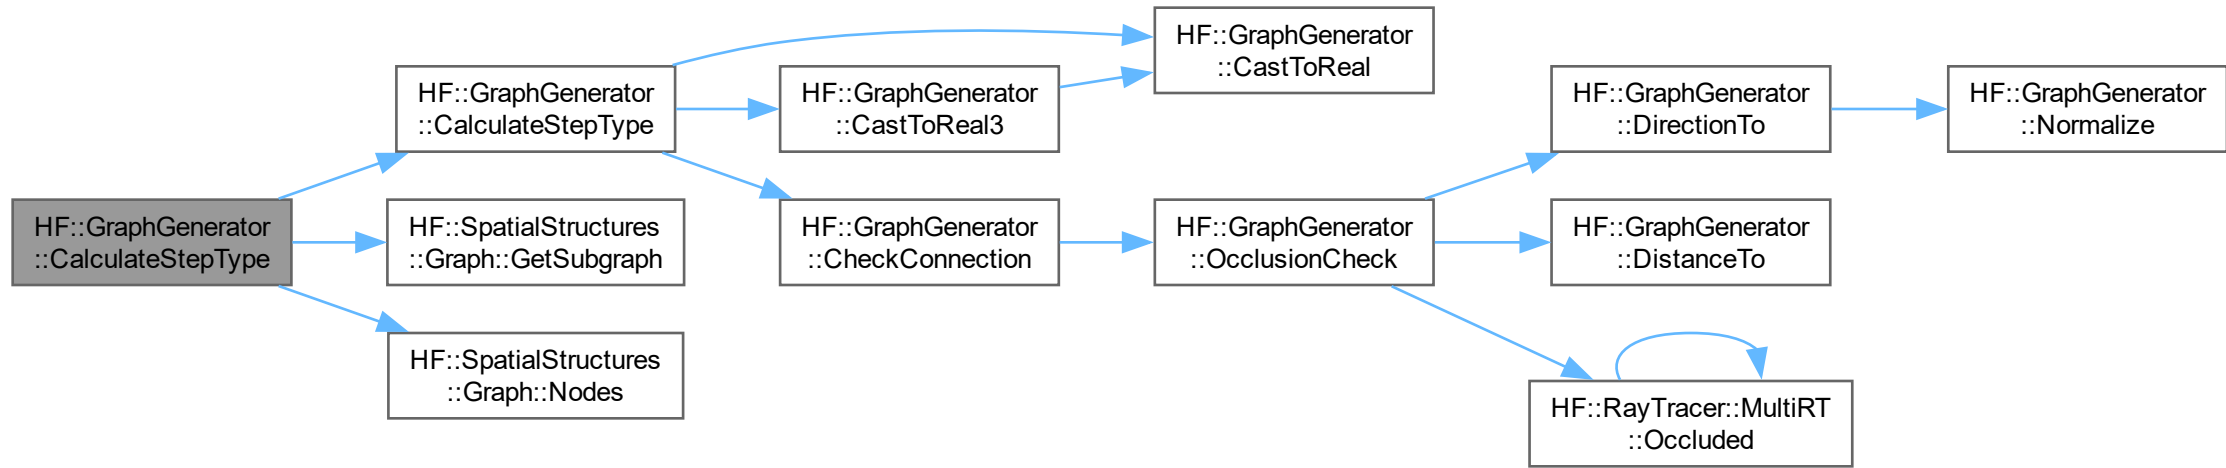 HF::GraphGenerator
::CalculateStepType
HF::GraphGenerator
::CalculateStepType
HF::SpatialStructures
::Graph::GetSubgraph
HF::SpatialStructures
::Graph::Nodes
HF::GraphGenerator
::CastToReal3
HF::GraphGenerator
::CheckConnection
HF::GraphGenerator
::CastToReal
HF::GraphGenerator
::OcclusionCheck
HF::GraphGenerator
::DirectionTo
HF::GraphGenerator
::DistanceTo
HF::RayTracer::MultiRT
::Occluded
HF::GraphGenerator
::Normalize